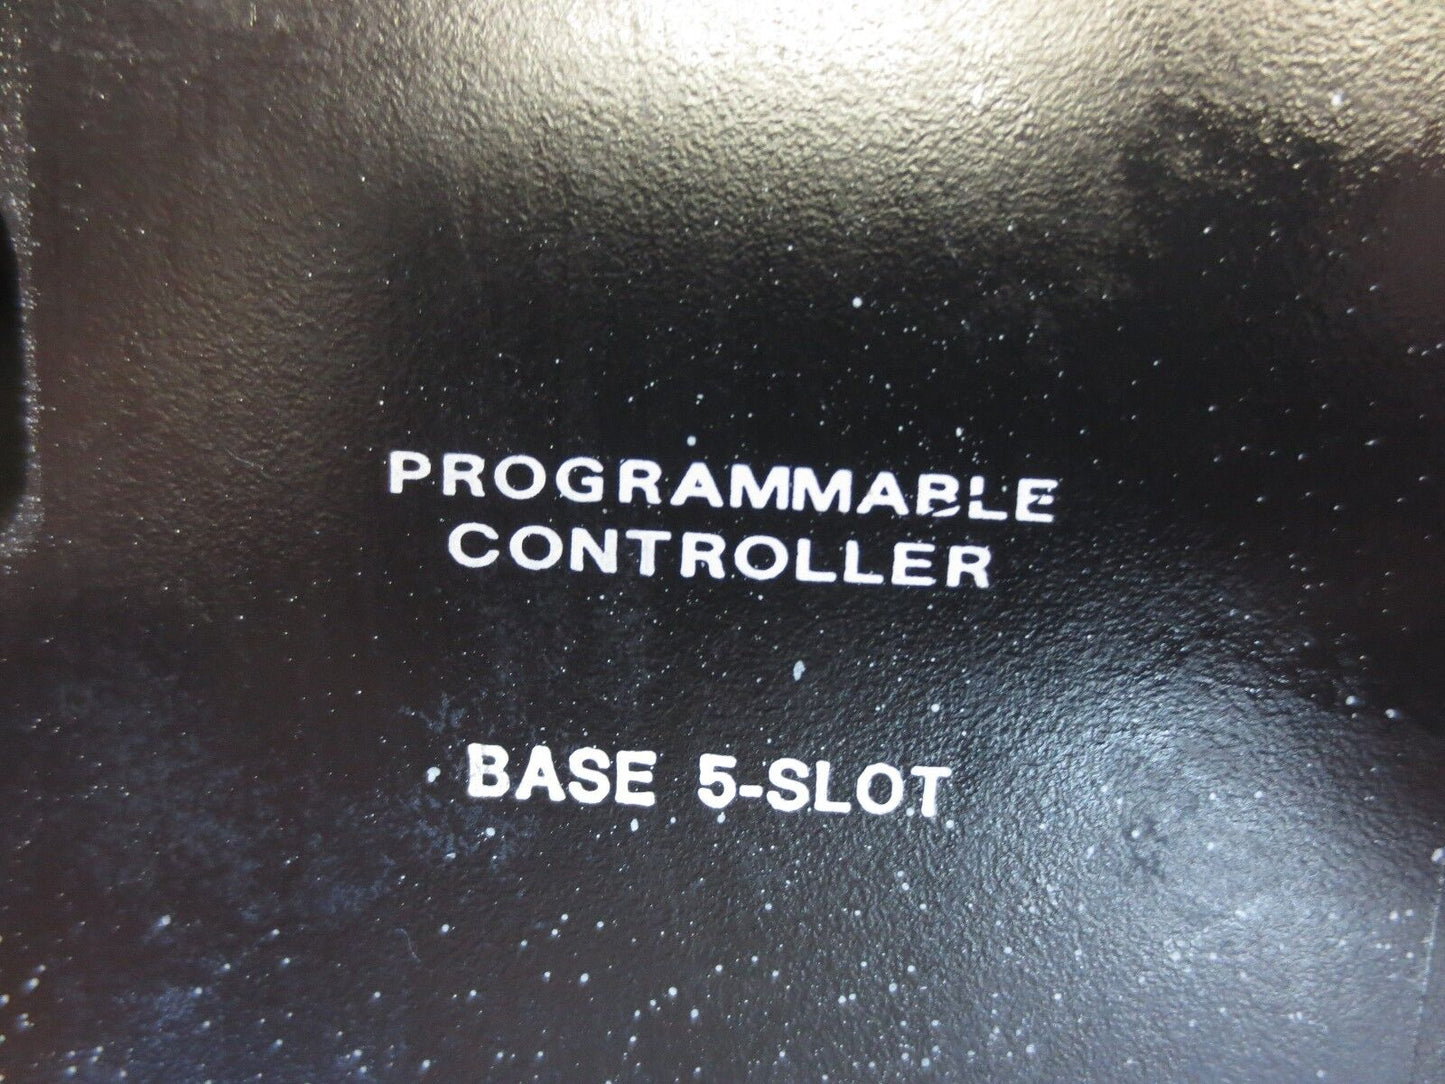 PROGRAMMABLE
CONTROLLER
BASE 5-SLOT